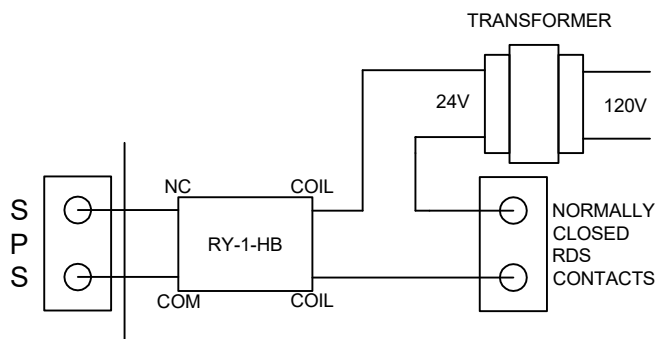 TRANSFORMER
24V
120V
NC
COIL
S
P
S
RY-1-HB
NORMALLY
CLOSED
RDS
CONTACTS
COM
COIL